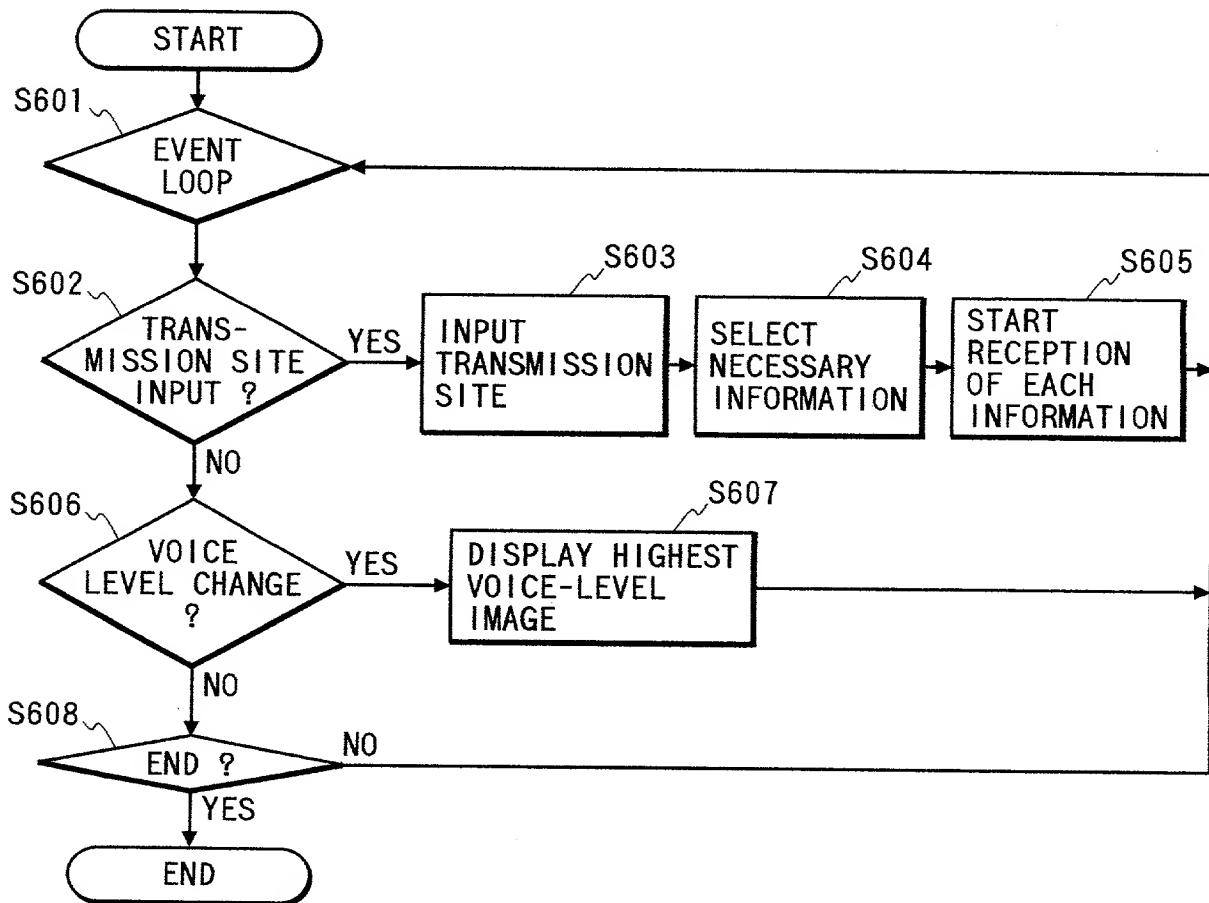 START
S601
EVENT
LOOP
S602
TRANS-
MISSION SITE
INPUT ?
YES
S603
INPUT
TRANSMISSION
SITE
S604
SELECT
NECESSARY
INFORMATION
S605
START
RECEPTION
OF EACH
INFORMATION
NO
S606
VOICE
LEVEL CHANGE
?
YES
S607
DISPLAY HIGHEST
VOICE-LEVEL
IMAGE
NO
S608
END ?
NO
YES
END